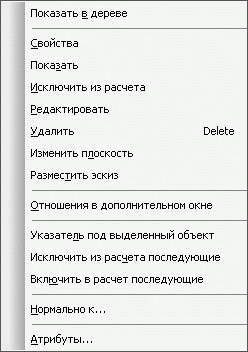 Показать в дереве
Свойства
Показать
Исключить из расчета
Редактировать
Удалить Delete
Изменить плоскость
Разместить эскиз
Отношения в дополнительном окне
Указатель под выделенный объект
Исключить из расчета последующие
Включить в расчет последующие
Нормально к...
Атрибуты...